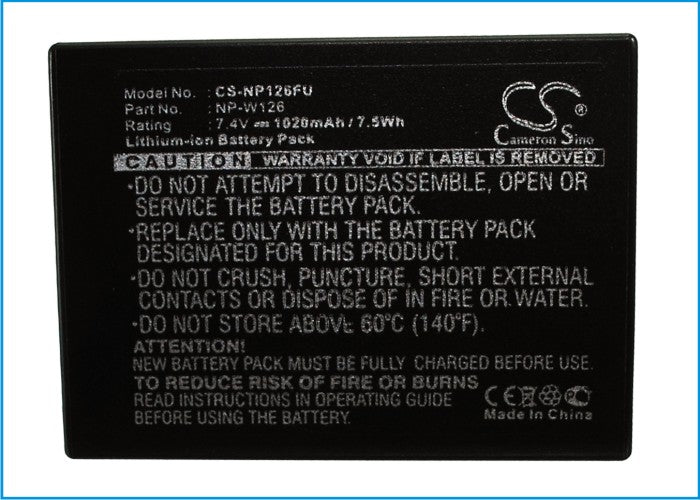 Model No.: CS-NP126FU
Part No.: NP-W126
Rating : 7.4V 1020mAh / 7.5Wh
Lithium-ion Battery Pack
CS
Cameron Sino
CAUTION: WARRANTY VOID IF LABEL IS REMOVED
•DO NOT ATTEMPT TO DISASSEMBLE, OPEN OR
SERVICE THE BATTERY PACK.
•REPLACE ONLY WITH THE BATTERY PACK
DESIGNATED FOR THIS PRODUCT.
•DO NOT CRUSH, PUNCTURE, SHORT EXTERNAL
CONTACTS OR DISPOSE OF IN FIRE OR WATER.
•DO NOT STORE ABOVE 60°C (140°F).
ATTENTION!
NEW BATTERY PACK MUST BE FULLY CHARGED BEFORE USE
TO REDUCE RISK OF FIRE OR BURNS.
PLEASE READ INSTRUCTIONS IN OPERATING GUIDE
BEFORE USING THE BATTERY.
CE
Made In China